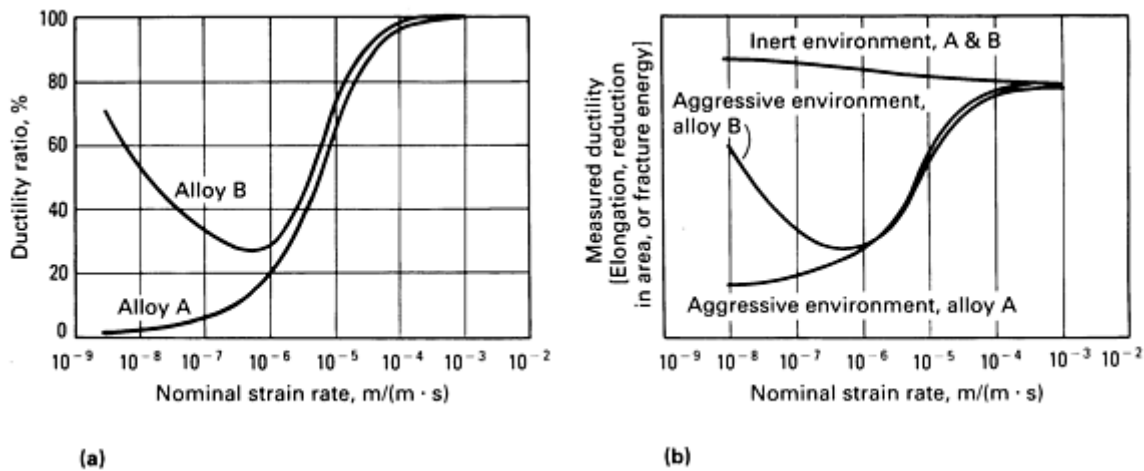 100
80
60
40
20
0
Ductility ratio, %
Alloy B
Alloy A
10⁻⁹ 10⁻⁸ 10⁻⁷ 10⁻⁶ 10⁻⁵ 10⁻⁴ 10⁻³ 10⁻²
Nominal strain rate, m/(m · s)
(a)
Measured ductility
[Elongation, reduction
in area, or fracture energy]
Inert environment, A & B
Aggressive environment,
alloy B
Aggressive environment, alloy A
10⁻⁹ 10⁻⁸ 10⁻⁷ 10⁻⁶ 10⁻⁵ 10⁻⁴ 10⁻³ 10⁻²
Nominal strain rate, m/(m · s)
(b)